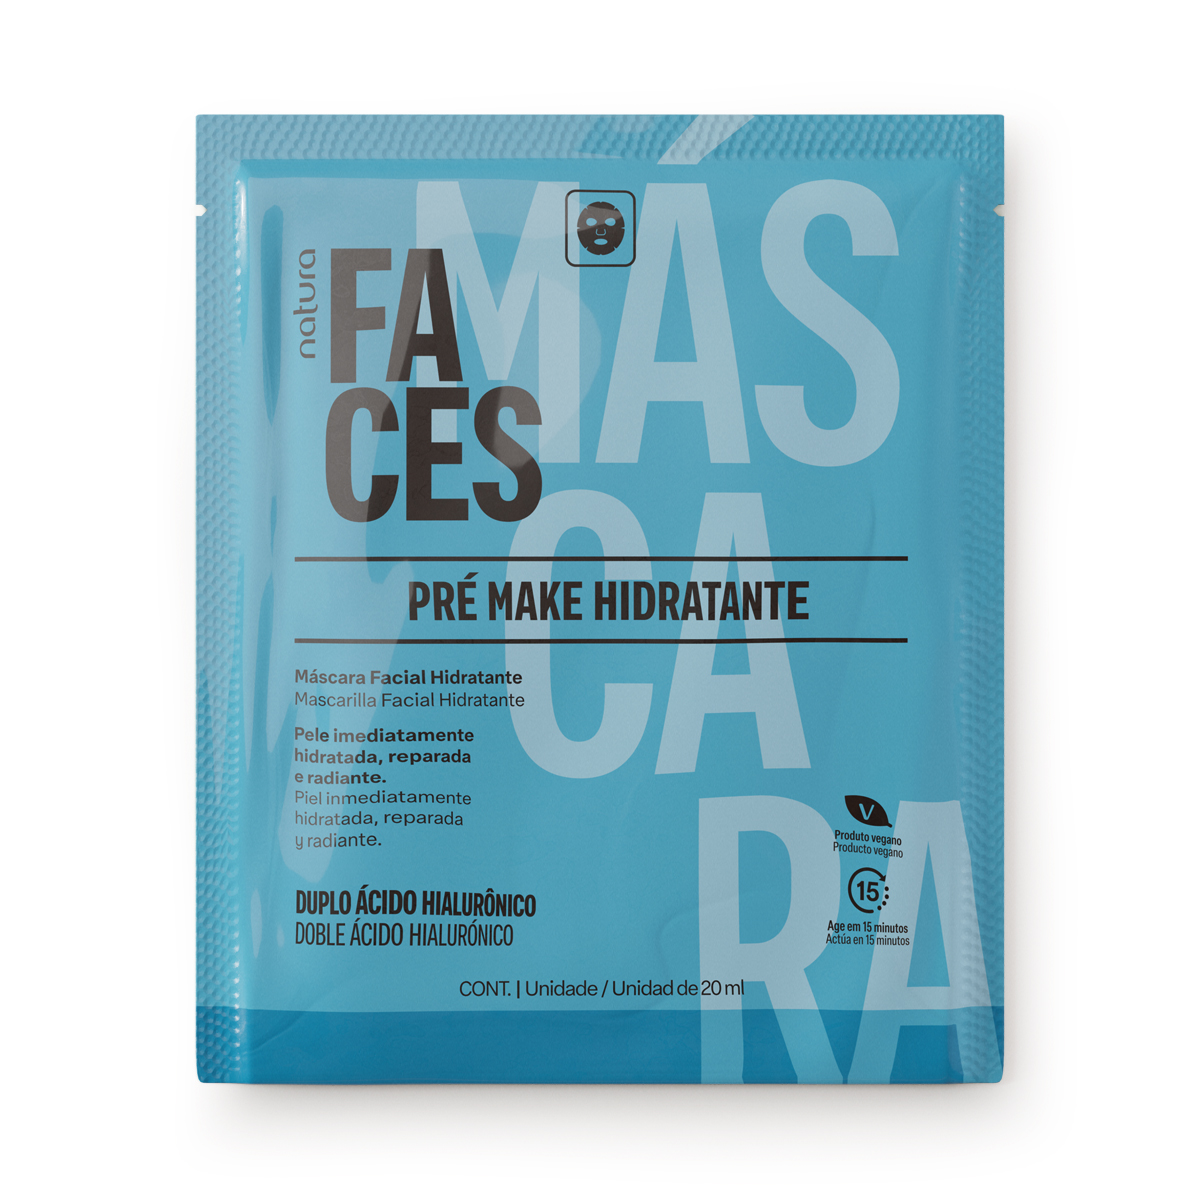 MÁS
CA
RA
natura
FA
CES
PRÉ MAKE HIDRATANTE
Máscara Facial Hidratante
Mascarilla Facial Hidratante
Pele imediatamente
hidratada, reparada
e radiante.
Piel inmediatamente
hidratada, reparada
y radiante.
V
Produto vegano
Producto vegano
15
Age em 15 minutos
Actúa en 15 minutos
DUPLO ÁCIDO HIALURÔNICO
DOBLE ÁCIDO HIALURÓNICO
CONT. | Unidade / Unidad de 20 ml